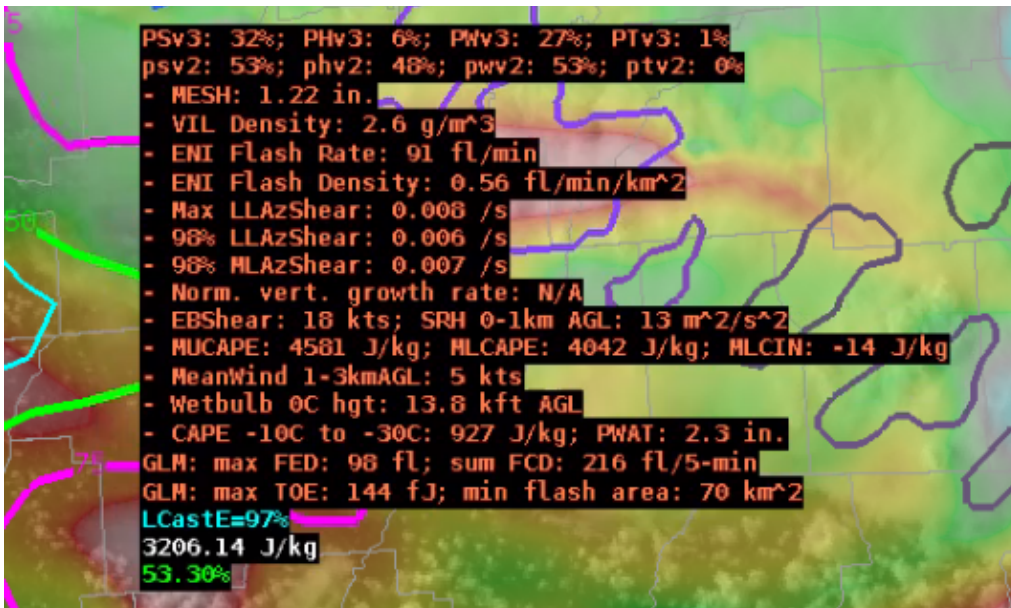 PSv3: 32%; PHv3: 6%; PWv3: 27%; PTv3: 1%
psv2: 53%; phv2: 48%; pwv2: 53%; ptv2: 0%
- MESH: 1.22 in.
- VIL Density: 2.6 g/m^3
- ENI Flash Rate: 91 fl/min
- ENI Flash Density: 0.56 fl/min/km^2
- Max LLAzShear: 0.008 /s
- 98% LLAzShear: 0.006 /s
- 98% MLAzShear: 0.007 /s
- Norm. vert. growth rate: N/A
- EBShear: 18 kts; SRH 0-1km AGL: 13 m^2/s^2
- MUCAPE: 4581 J/kg; MLCAPE: 4042 J/kg; MLCIN: -14 J/kg
- MeanWind 1-3kmAGL: 5 kts
- Wetbulb 0C hgt: 13.8 kft AGL
- CAPE -10C to -30C: 927 J/kg; PWAT: 2.3 in.
GLM: max FED: 98 fl; sum FCD: 216 fl/5-min
GLM: max TOE: 144 fJ; min flash area: 70 km^2
LCastE=97%
3206.14 J/kg
53.30%
50